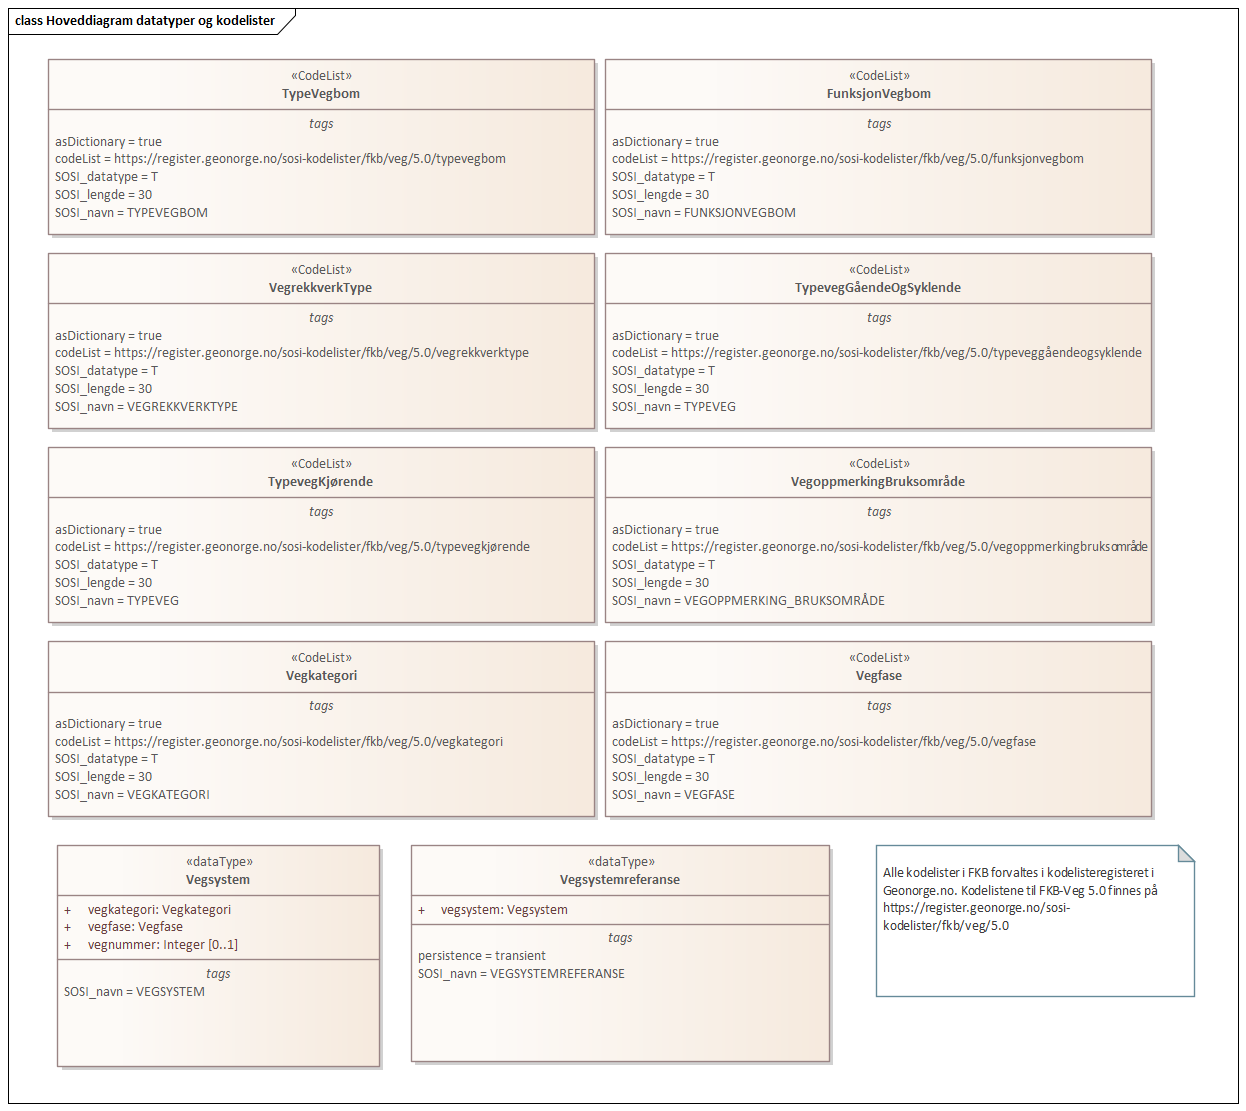 class Hoveddiagram datatyper og kodelister
«CodeList»
TypeVegbom
tags
asDictionary = true
codeList = https://register.geonorge.no/sosi-kodelister/fkb/veg/5.0/typevegbom
SOSI_datatype = T
SOSI_lengde = 30
SOSI_navn = TYPEVEGBOM
«CodeList»
FunksjonVegbom
tags
asDictionary = true
codeList = https://register.geonorge.no/sosi-kodelister/fkb/veg/5.0/funksjonvegbom
SOSI_datatype = T
SOSI_lengde = 30
SOSI_navn = FUNKSJONVEGBOM
«CodeList»
VegrekkverkType
tags
asDictionary = true
codeList = https://register.geonorge.no/sosi-kodelister/fkb/veg/5.0/vegrekkverktype
SOSI_datatype = T
SOSI_lengde = 30
SOSI_navn = VEGREKKVERKTYPE
«CodeList»
TypevegGåendeOgSyklende
tags
asDictionary = true
codeList = https://register.geonorge.no/sosi-kodelister/fkb/veg/5.0/typeveggåendeogsyklende
SOSI_datatype = T
SOSI_lengde = 30
SOSI_navn = TYPEVEG
«CodeList»
TypevegKjørende
tags
asDictionary = true
codeList = https://register.geonorge.no/sosi-kodelister/fkb/veg/5.0/typevegkjørende
SOSI_datatype = T
SOSI_lengde = 30
SOSI_navn = TYPEVEG
«CodeList»
VegoppmerkingBruksområde
tags
asDictionary = true
codeList = https://register.geonorge.no/sosi-kodelister/fkb/veg/5.0/vegoppmerkingbruksområde
SOSI_datatype = T
SOSI_lengde = 30
SOSI_navn = VEGOPPMERKING_BRUKSOMRÅDE
«CodeList»
Vegkategori
tags
asDictionary = true
codeList = https://register.geonorge.no/sosi-kodelister/fkb/veg/5.0/vegkategori
SOSI_datatype = T
SOSI_lengde = 30
SOSI_navn = VEGKATEGORI
«CodeList»
Vegfase
tags
asDictionary = true
codeList = https://register.geonorge.no/sosi-kodelister/fkb/veg/5.0/vegfase
SOSI_datatype = T
SOSI_lengde = 30
SOSI_navn = VEGFASE
«dataType»
Vegsystem
+ vegkategori: Vegkategori
+ vegfase: Vegfase
+ vegnummer: Integer [0..1]
tags
SOSI_navn = VEGSYSTEM
«dataType»
Vegsystemreferanse
+ vegsystem: Vegsystem
tags
persistence = transient
SOSI_navn = VEGSYSTEMREFERANSE
Alle kodelister i FKB forvaltes i kodelisteregisteret i
Geonorge.no. Kodelistene til FKB-Veg 5.0 finnes på
https://register.geonorge.no/sosi-
kodelister/fkb/veg/5.0